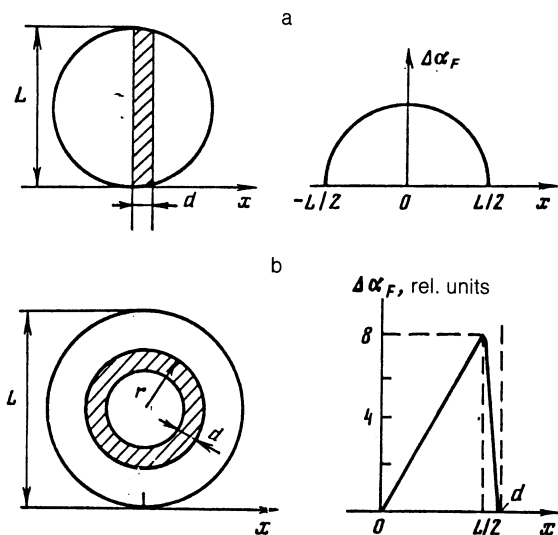 a
L
x
d
Δα_F
-L/2
0
L/2
x
b
L
r
d
x
Δα_F, rel. units
8
4
d
0
L/2
x